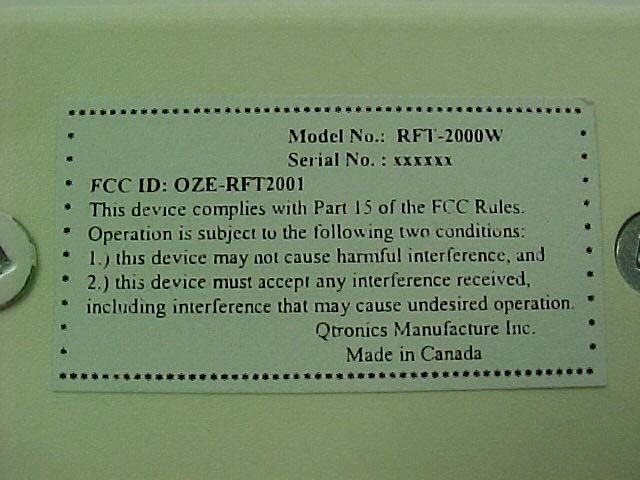 Model No.: RFT-2000W
Serial No. : xxxxxx
FCC ID: OZE-RFT2001
This device complies with Part 15 of the FCC Rules.
Operation is subject to the following two conditions:
1.) this device may not cause harmful interference, and
2.) this device must accept any interference received,
including interference that may cause undesired operation.
Qtronics Manufacture Inc.
Made in Canada